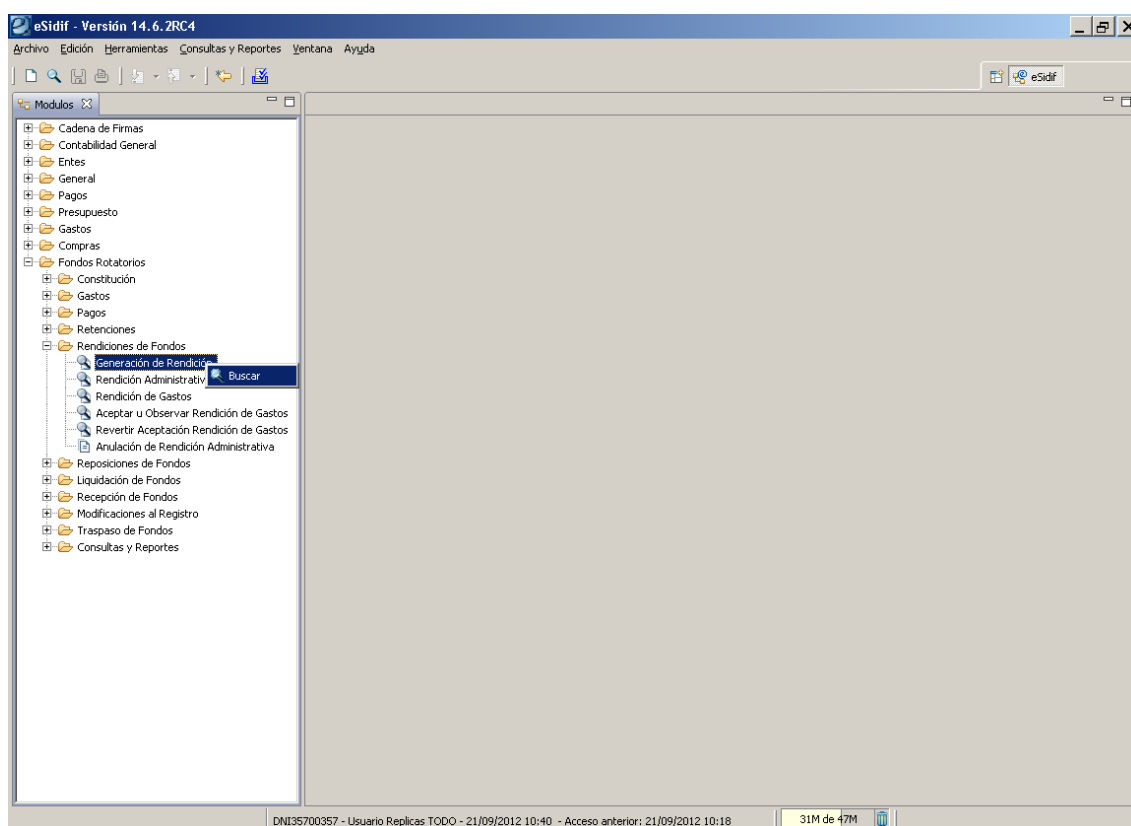 eSidif - Versión 14.6.2RC4
Archivo Edición Herramientas Consultas y Reportes Ventana Ayuda
eSidif
Modulos
Cadena de Firmas
Contabilidad General
Entes
General
Pagos
Presupuesto
Gastos
Compras
Fondos Rotatorios
Constitución
Gastos
Pagos
Retenciones
Rendiciones de Fondos
Generación de Rendición
Buscar
Rendición Administrativ
Rendición de Gastos
Aceptar u Observar Rendición de Gastos
Revertir Aceptación Rendición de Gastos
Anulación de Rendición Administrativa
Reposiciones de Fondos
Liquidación de Fondos
Recepción de Fondos
Modificaciones al Registro
Traspaso de Fondos
Consultas y Reportes
DNI35700357 - Usuario Replicas TODO - 21/09/2012 10:40 - Acceso anterior: 21/09/2012 10:18 31M de 47M